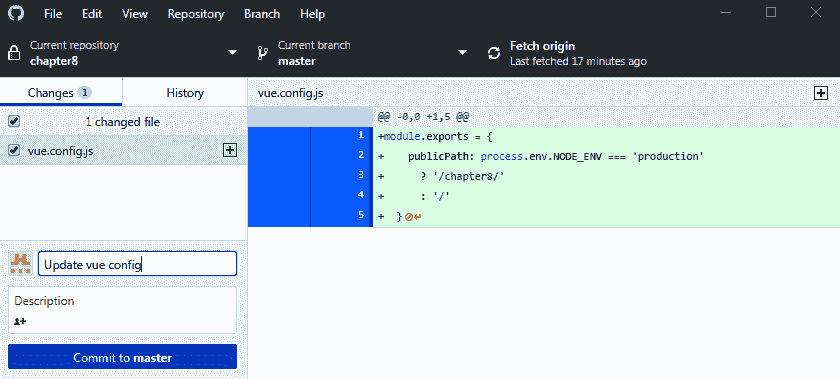 File Edit View Repository Branch Help
Current repository
chapter8
Current branch
master
Fetch origin
Last fetched 17 minutes ago
Changes 1 History
1 changed file
vue.config.js
Update vue config
Description
Commit to master
vue.config.js
@@ -0,0 +1,5 @@
1 +module.exports = {
2 + publicPath: process.env.NODE_ENV === 'production'
3 + ? '/chapter8/'
4 + : '/'
5 + }